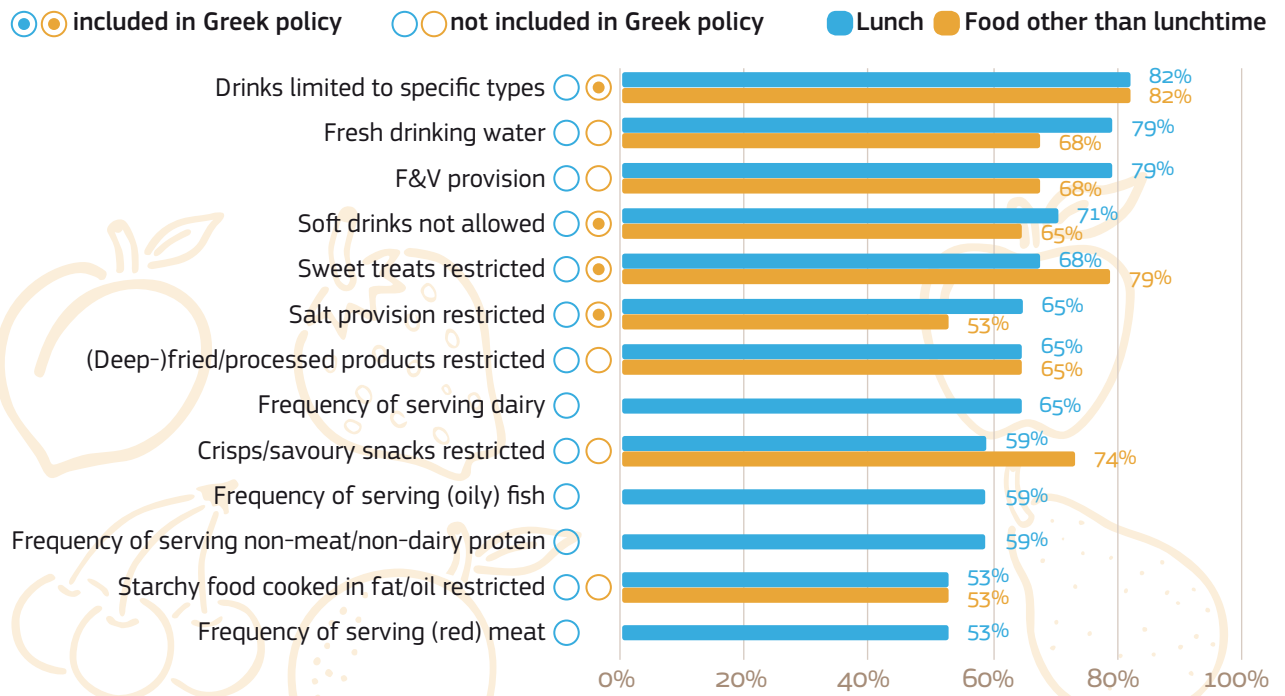 included in Greek policy not included in Greek policy Lunch Food other than lunchtime
Drinks limited to specific types 82%
82%
Fresh drinking water 79%
68%
F&V provision 79%
68%
Soft drinks not allowed 71%
65%
Sweet treats restricted 68%
79%
Salt provision restricted 65%
53%
(Deep-)fried/processed products restricted 65%
65%
Frequency of serving dairy 65%
Crisps/savoury snacks restricted 59%
74%
Frequency of serving (oily) fish 59%
Frequency of serving non-meat/non-dairy protein 59%
Starchy food cooked in fat/oil restricted 53%
53%
Frequency of serving (red) meat 53%
0% 20% 40% 60% 80% 100%